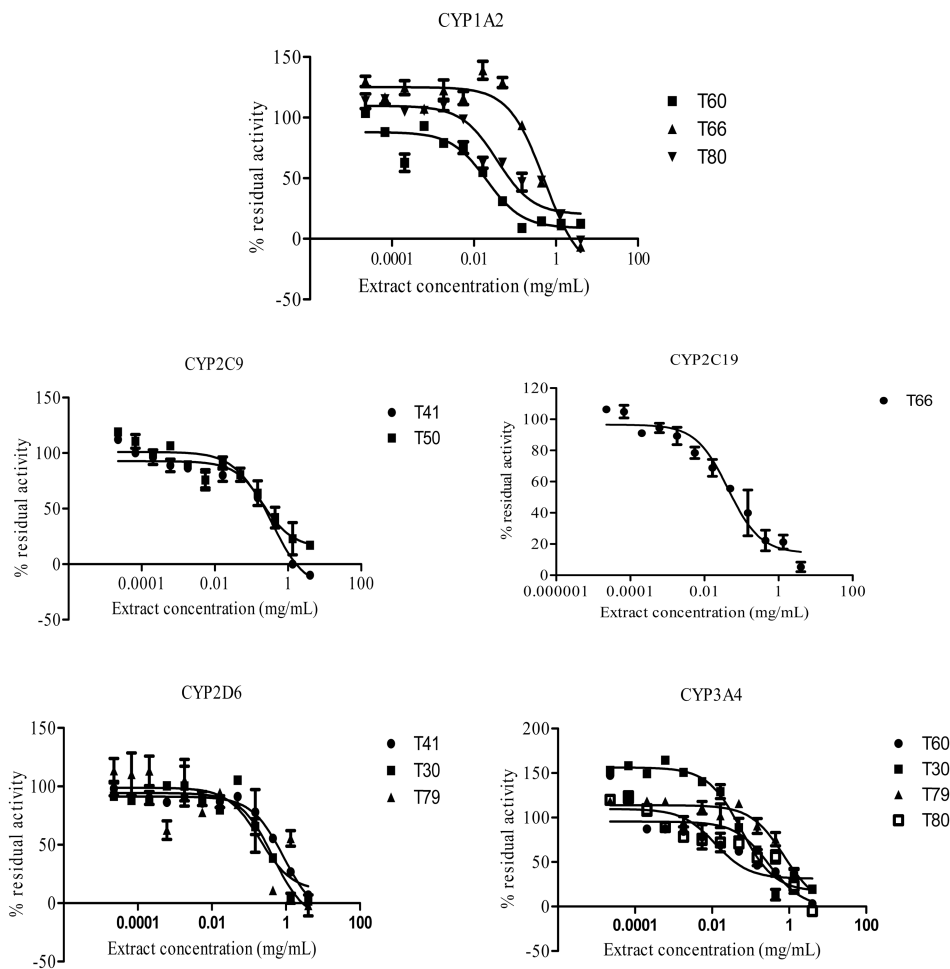 CYP1A2
150
100
50
0
-50
% residual activity
0.0001 0.01 1 100
Extract concentration (mg/mL)
T60
T66
T80
CYP2C9
150
100
50
0
-50
% residual activity
0.0001 0.01 1 100
Extract concentration (mg/mL)
T41
T50
CYP2C19
120
100
80
60
40
20
0
% residual activity
0.000001 0.0001 0.01 1 100
Extract concentration (mg/mL)
T66
CYP2D6
150
100
50
0
-50
% residual activity
0.0001 0.01 1 100
Extract concentration (mg/mL)
T41
T30
T79
CYP3A4
200
150
100
50
0
-50
% residual activity
0.0001 0.01 1 100
Extract concentration (mg/mL)
T60
T30
T79
T80